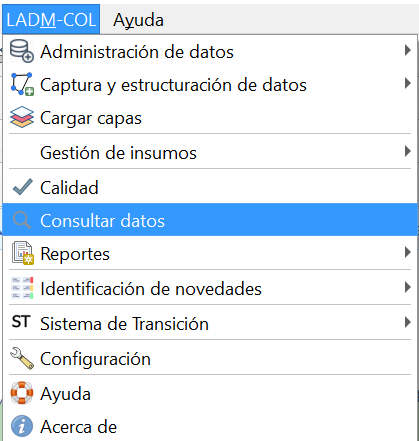 LADM-COL Ayuda
Administración de datos
Captura y estructuración de datos
Cargar capas
Gestión de insumos
Calidad
Consultar datos
Reportes
Identificación de novedades
ST Sistema de Transición
Configuración
Ayuda
Acerca de